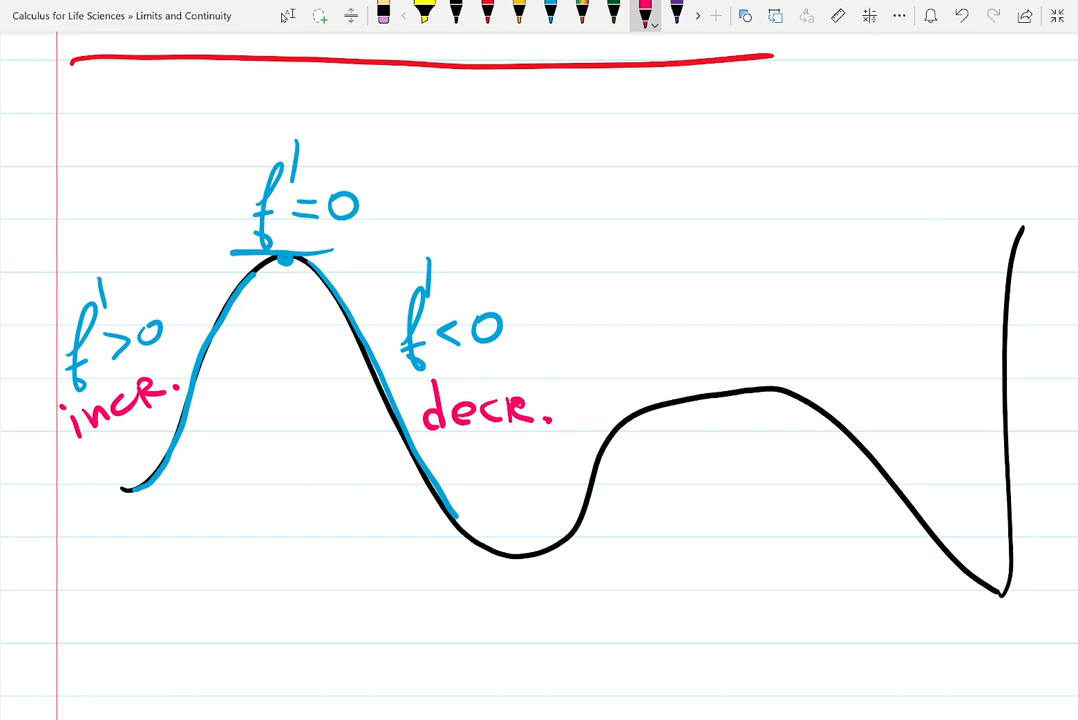 Calculus for Life Sciences » Limits and Continuity
f'=0
f'>0
incr.
f'<0
decr.